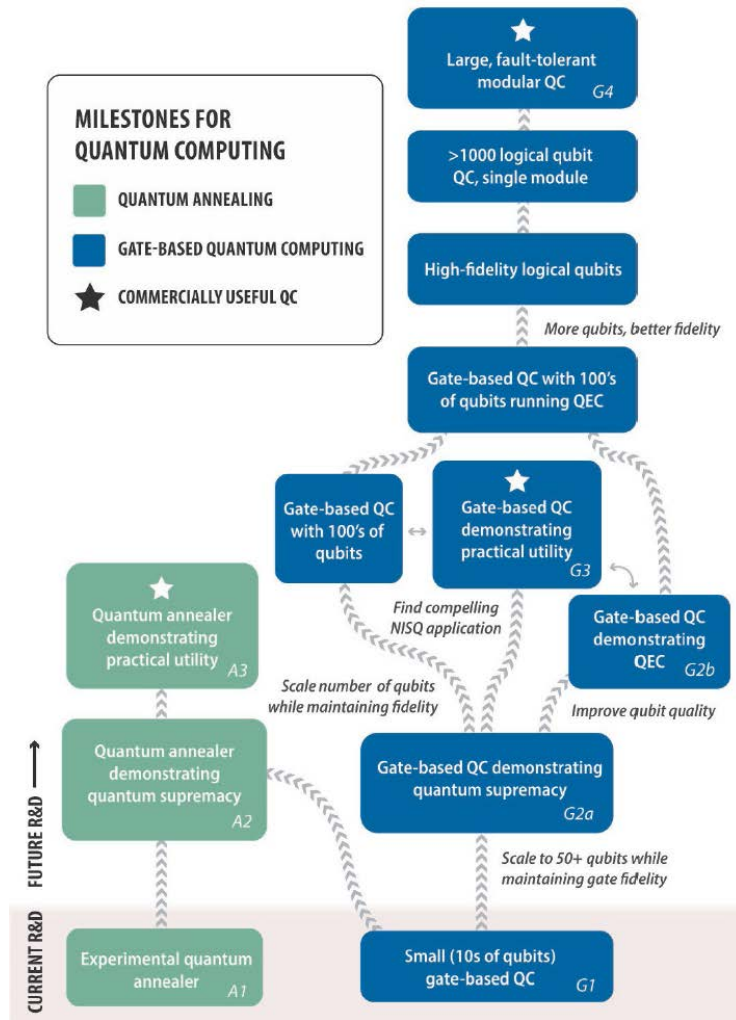 Large, fault-tolerant
modular QC
G4
MILESTONES FOR
QUANTUM COMPUTING
QUANTUM ANNEALING
GATE-BASED QUANTUM COMPUTING
COMMERCIALLY USEFUL QC
>1000 logical qubit
QC, single module
High-fidelity logical qubits
More qubits, better fidelity
Gate-based QC with 100's
of qubits running QEC
Gate-based QC
with 100's of
qubits
Gate-based QC
demonstrating
practical utility
G3
Quantum annealer
demonstrating
practical utility
A3
Find compelling
NISQ application
Gate-based QC
demonstrating
QEC
G2b
Scale number of qubits
while maintaining fidelity
Improve qubit quality
Quantum annealer
demonstrating
quantum supremacy
A2
Gate-based QC demonstrating
quantum supremacy
G2a
FUTURE R&D
Scale to 50+ qubits while
maintaining gate fidelity
CURRENT R&D
Experimental quantum
annealer
A1
Small (10s of qubits)
gate-based QC
G1